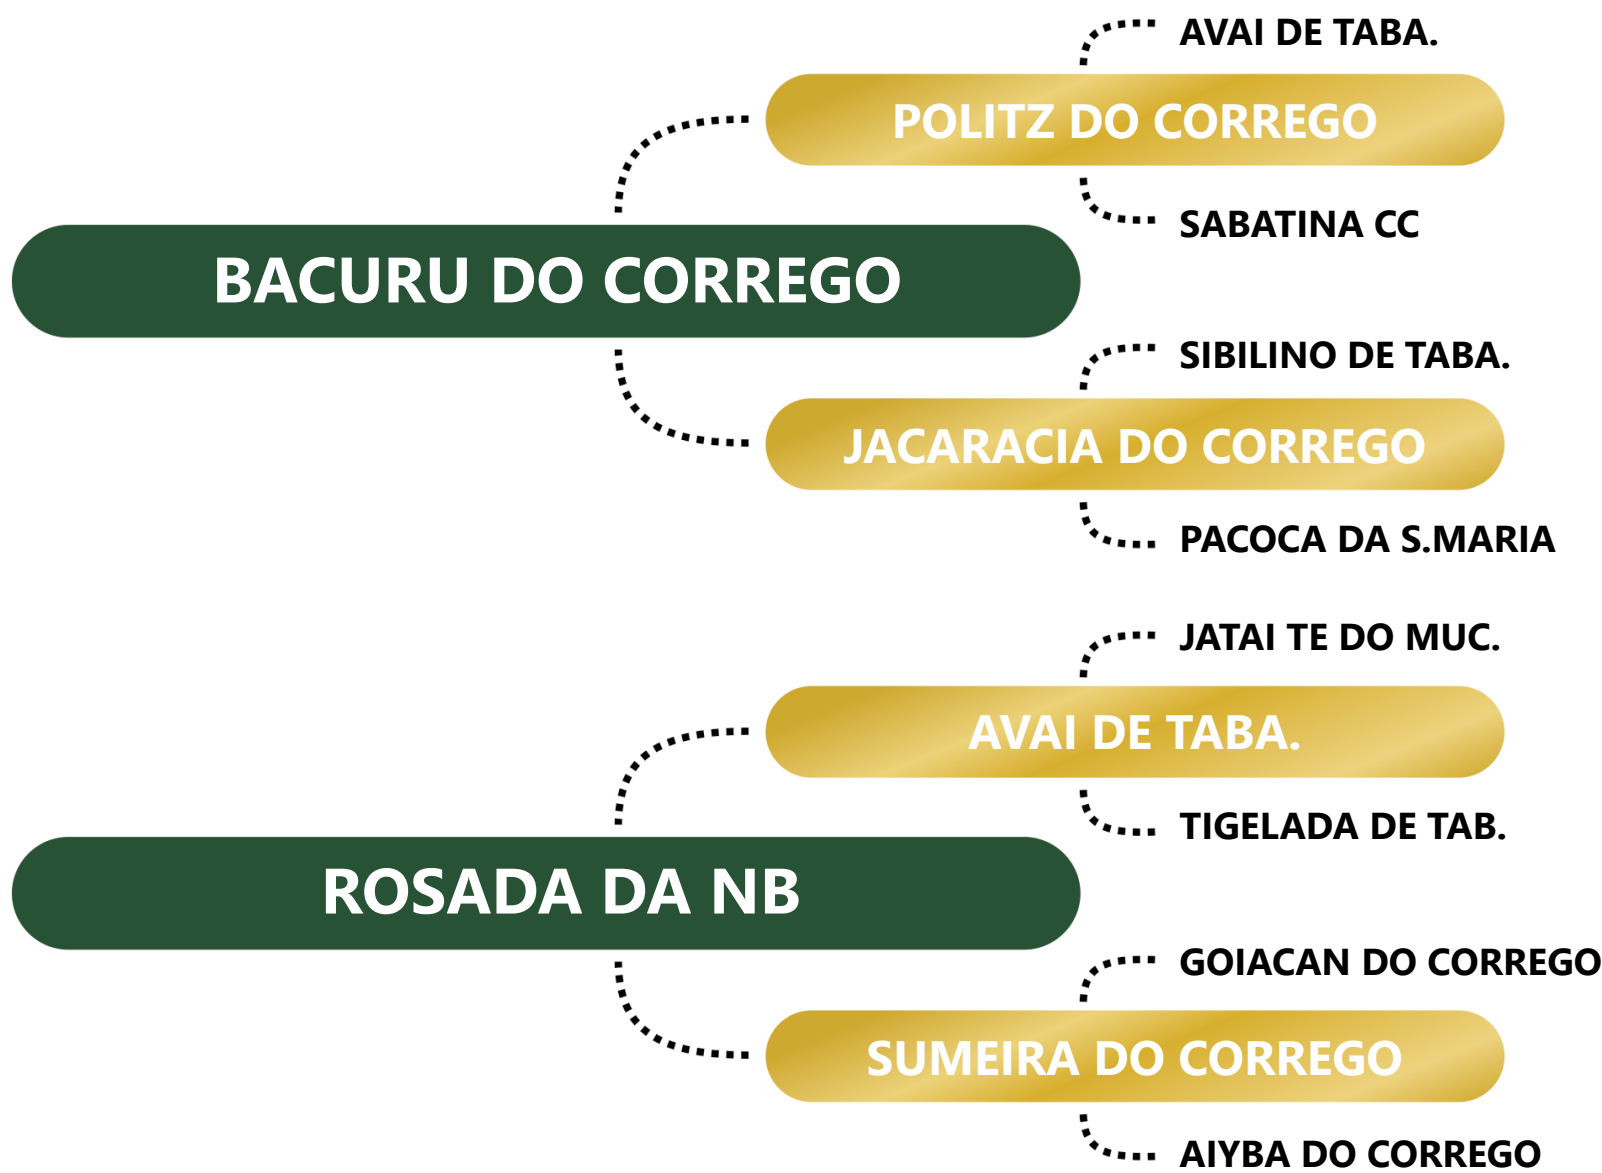 AVAI DE TABA.
POLITZ DO CORREGO
SABATINA CC
BACURU DO CORREGO
SIBILINO DE TABA.
JACARACIA DO CORREGO
PACOCA DA S.MARIA
JATAI TE DO MUC.
AVAI DE TABA.
TIGELADA DE TAB.
ROSADA DA NB
GOIACAN DO CORREGO
SUMEIRA DO CORREGO
AIYBA DO CORREGO